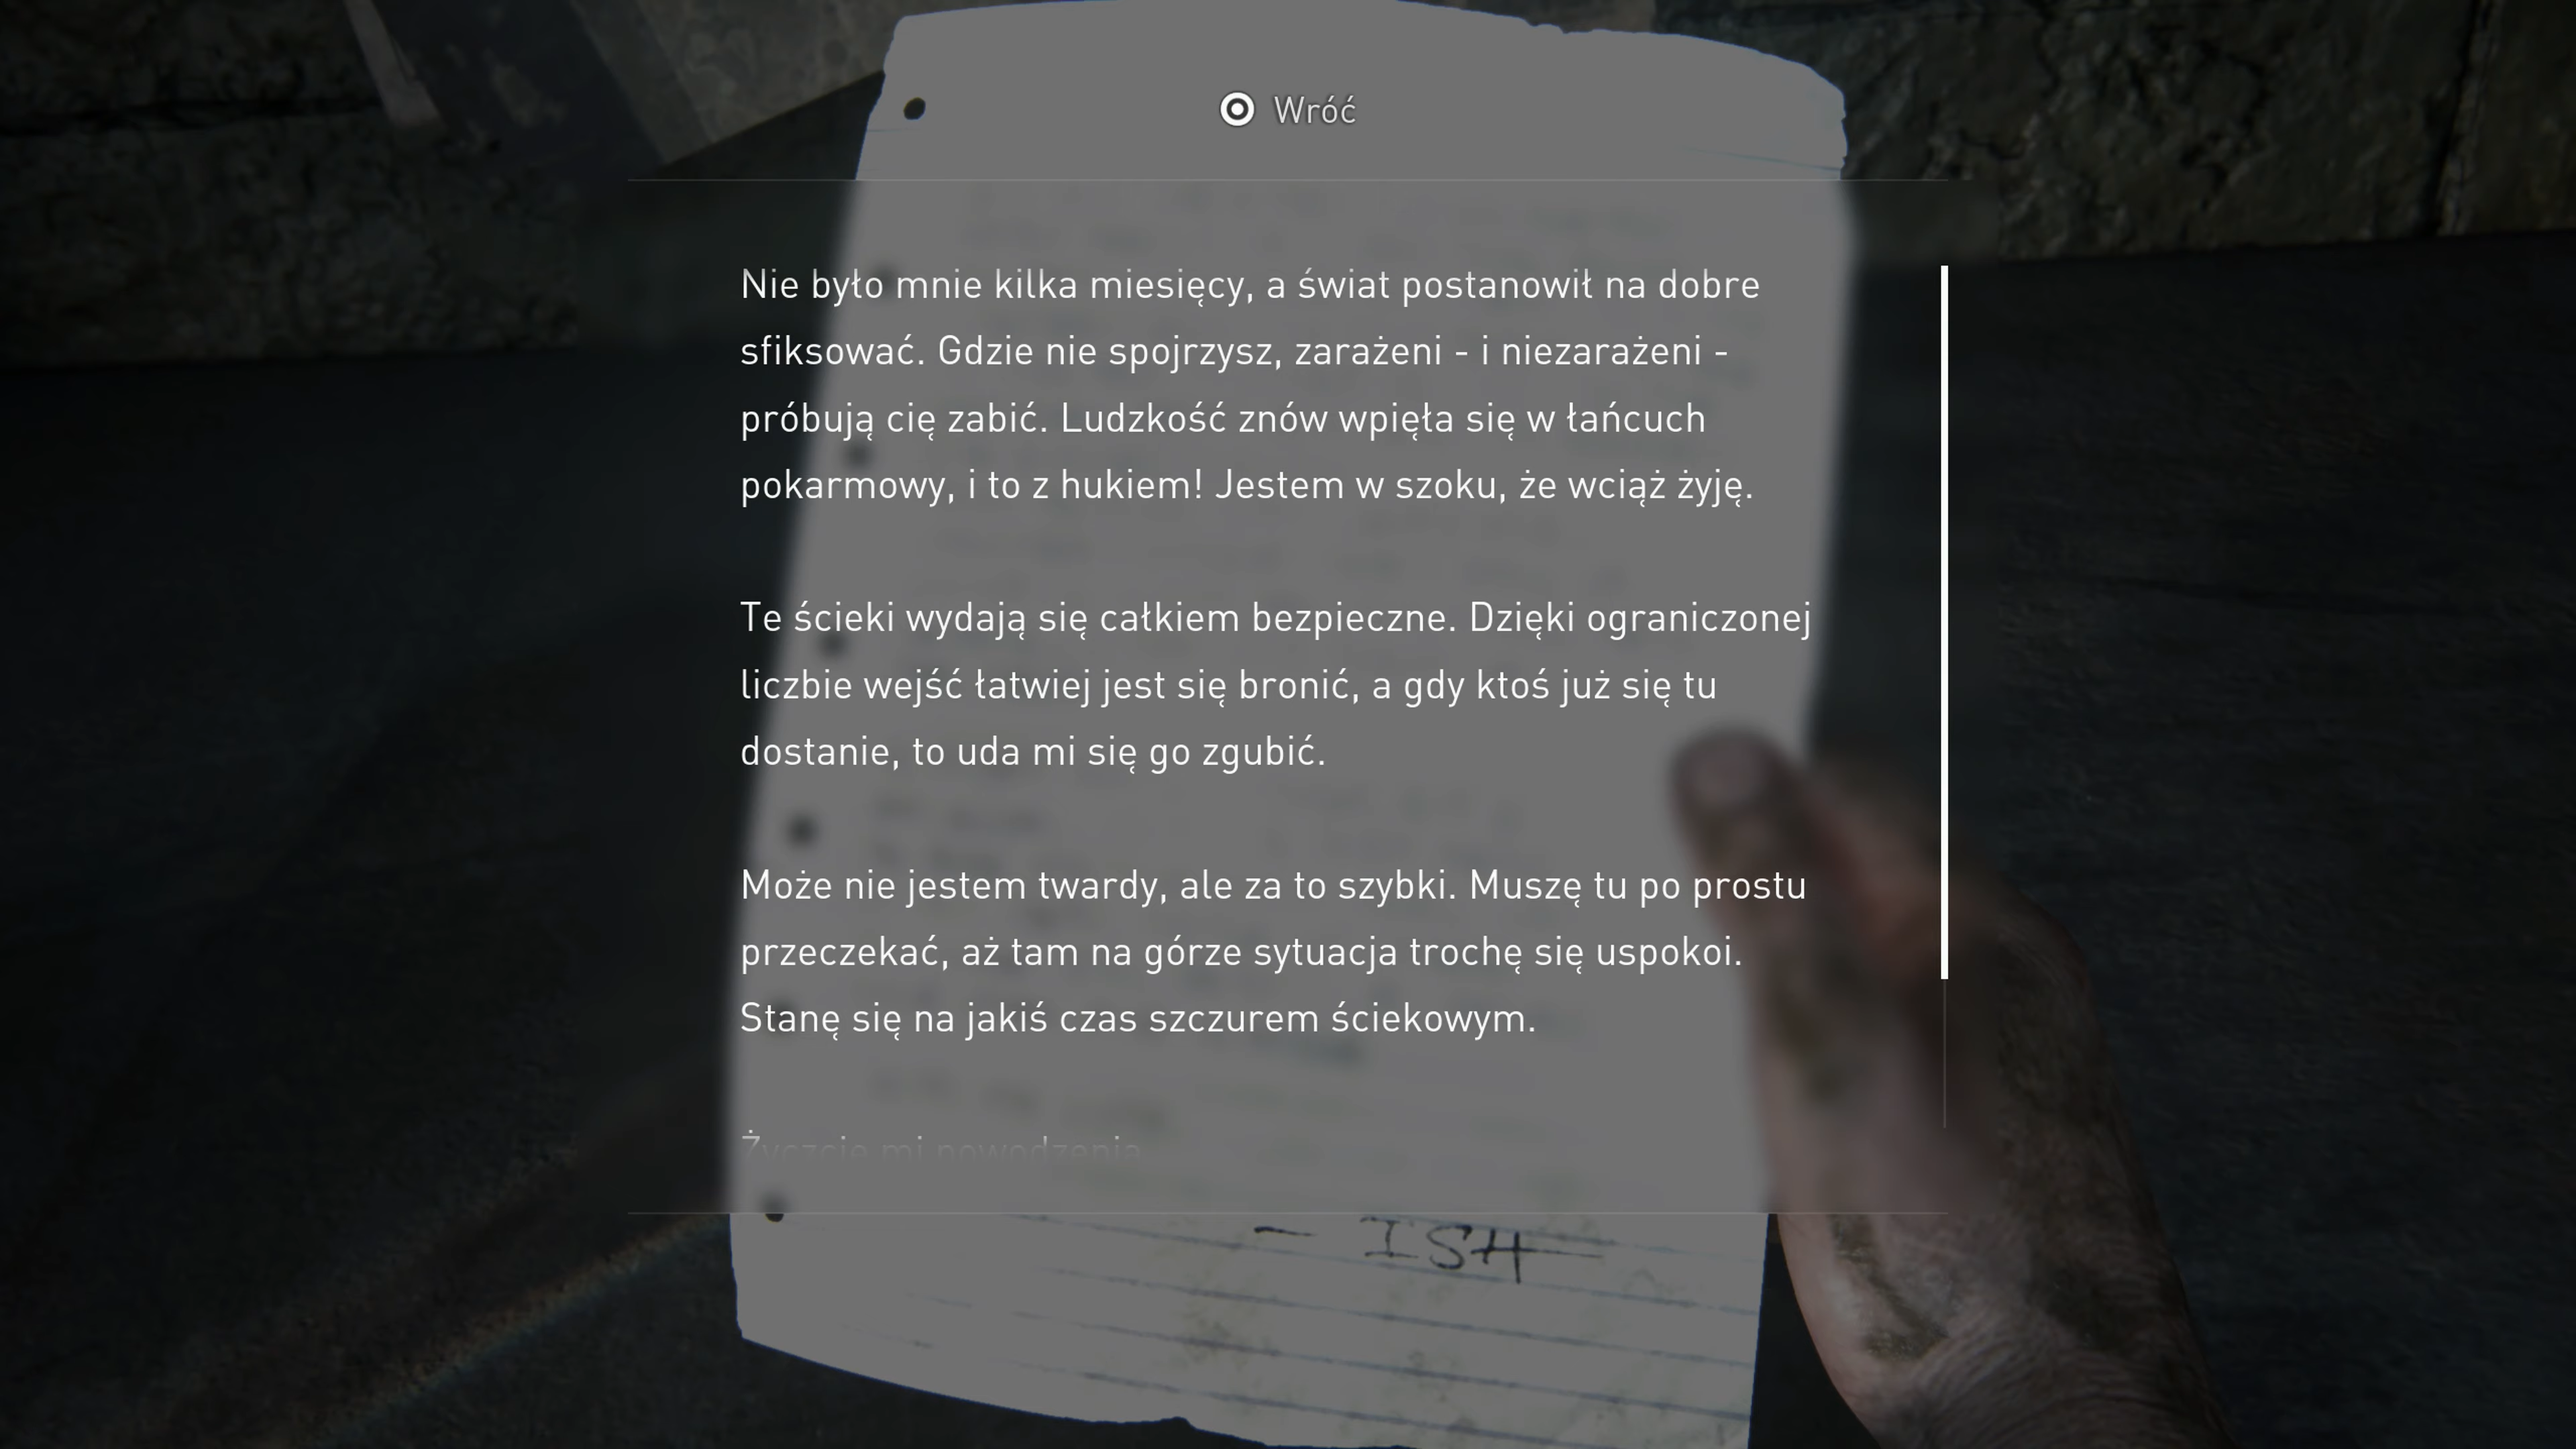 Wróć
Nie było mnie kilka miesięcy, a świat postanowił na dobre
sfiksować. Gdzie nie spojrzysz, zarażeni - i niezarażeni -
próbują cię zabić. Ludzkość znów wpięła się w łańcuch
pokarmowy, i to z hukiem! Jestem w szoku, że wciąż żyję.
Te ścieki wydają się całkiem bezpieczne. Dzięki ograniczonej
liczbie wejść łatwiej jest się bronić, a gdy ktoś już się tu
dostanie, to uda mi się go zgubić.
Może nie jestem twardy, ale za to szybki. Muszę tu po prostu
przeczekać, aż tam na górze sytuacja trochę się uspokoi.
Stanę się na jakiś czas szczurem ściekowym.
Życzcie mi powodzenia
- ISH